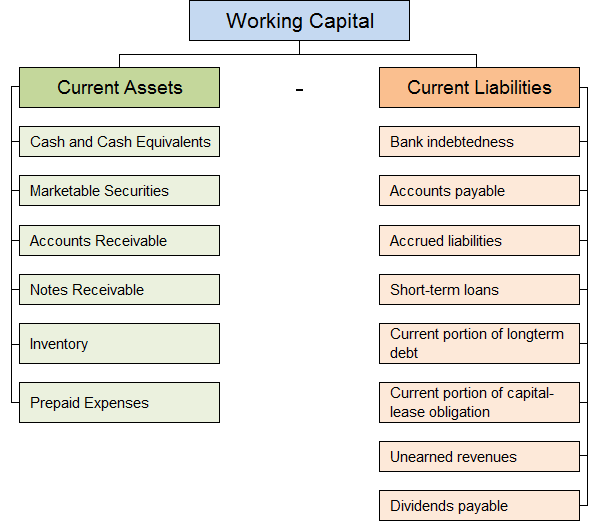 Working Capital
Current Assets
-
Current Liabilities
Cash and Cash Equivalents
Marketable Securities
Accounts Receivable
Notes Receivable
Inventory
Prepaid Expenses
Bank indebtedness
Accounts payable
Accrued liabilities
Short-term loans
Current portion of longterm
debt
Current portion of capital-
lease obligation
Unearned revenues
Dividends payable